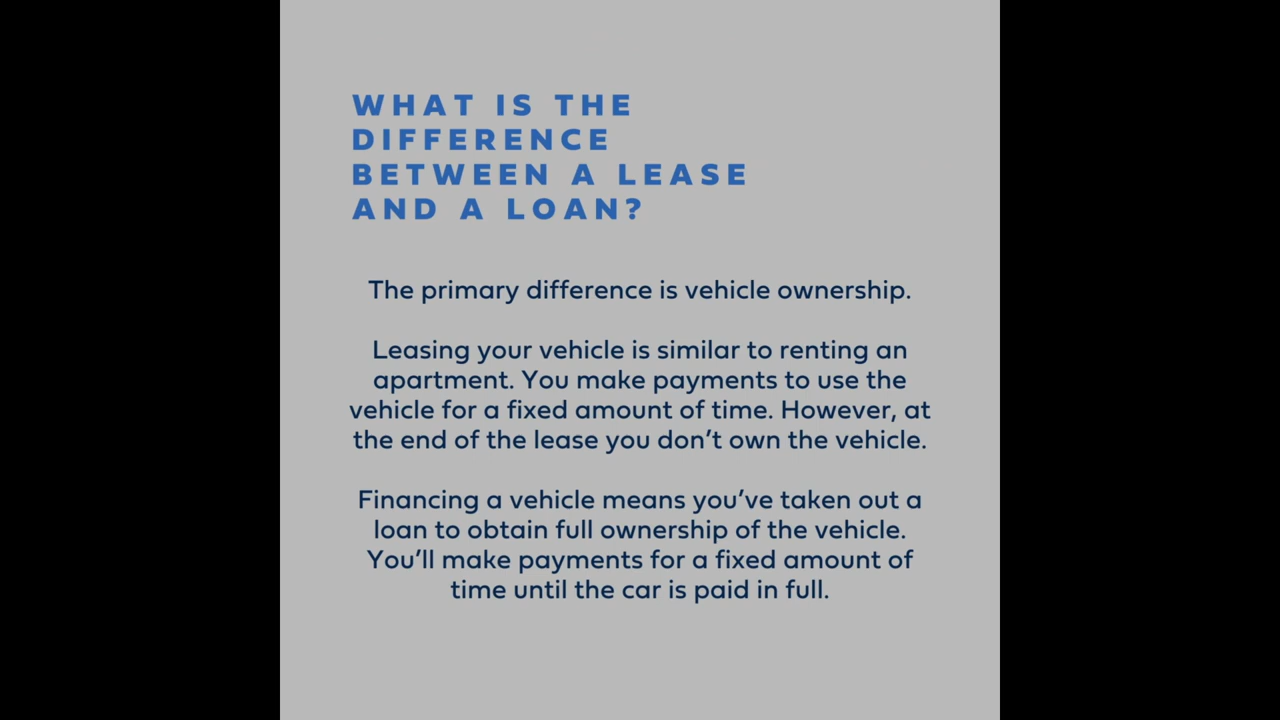 WHAT IS THE
DIFFERENCE
BETWEEN A LEASE
AND A LOAN?
The primary difference is vehicle ownership.
Leasing your vehicle is similar to renting an
apartment. You make payments to use the
vehicle for a fixed amount of time. However, at
the end of the lease you don’t own the vehicle.
Financing a vehicle means you’ve taken out a
loan to obtain full ownership of the vehicle.
You’ll make payments for a fixed amount of
time until the car is paid in full.